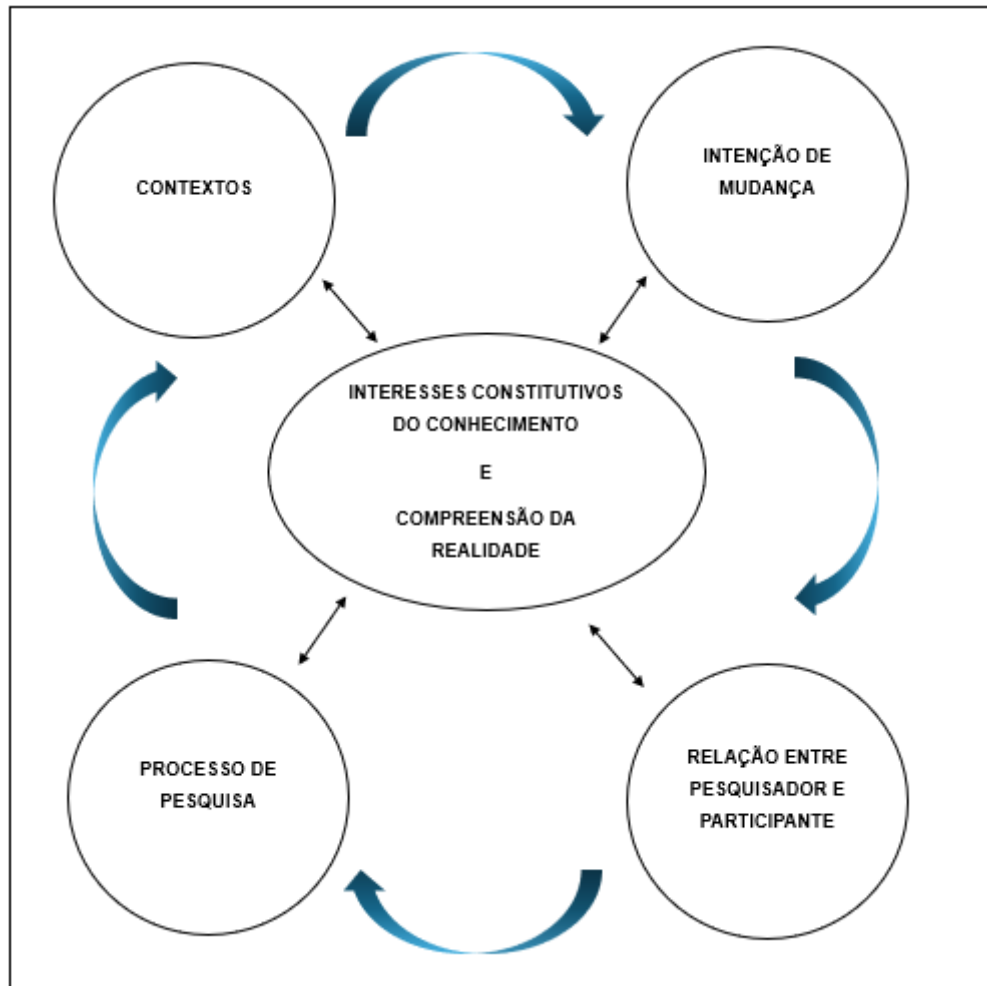 CONTEXTOS
INTENÇÃO DE
MUDANÇA
INTERESSES CONSTITUTIVOS
DO CONHECIMENTO
E
COMPREENSÃO DA
REALIDADE
PROCESSO DE
PESQUISA
RELAÇÃO ENTRE
PESQUISADOR E
PARTICIPANTE